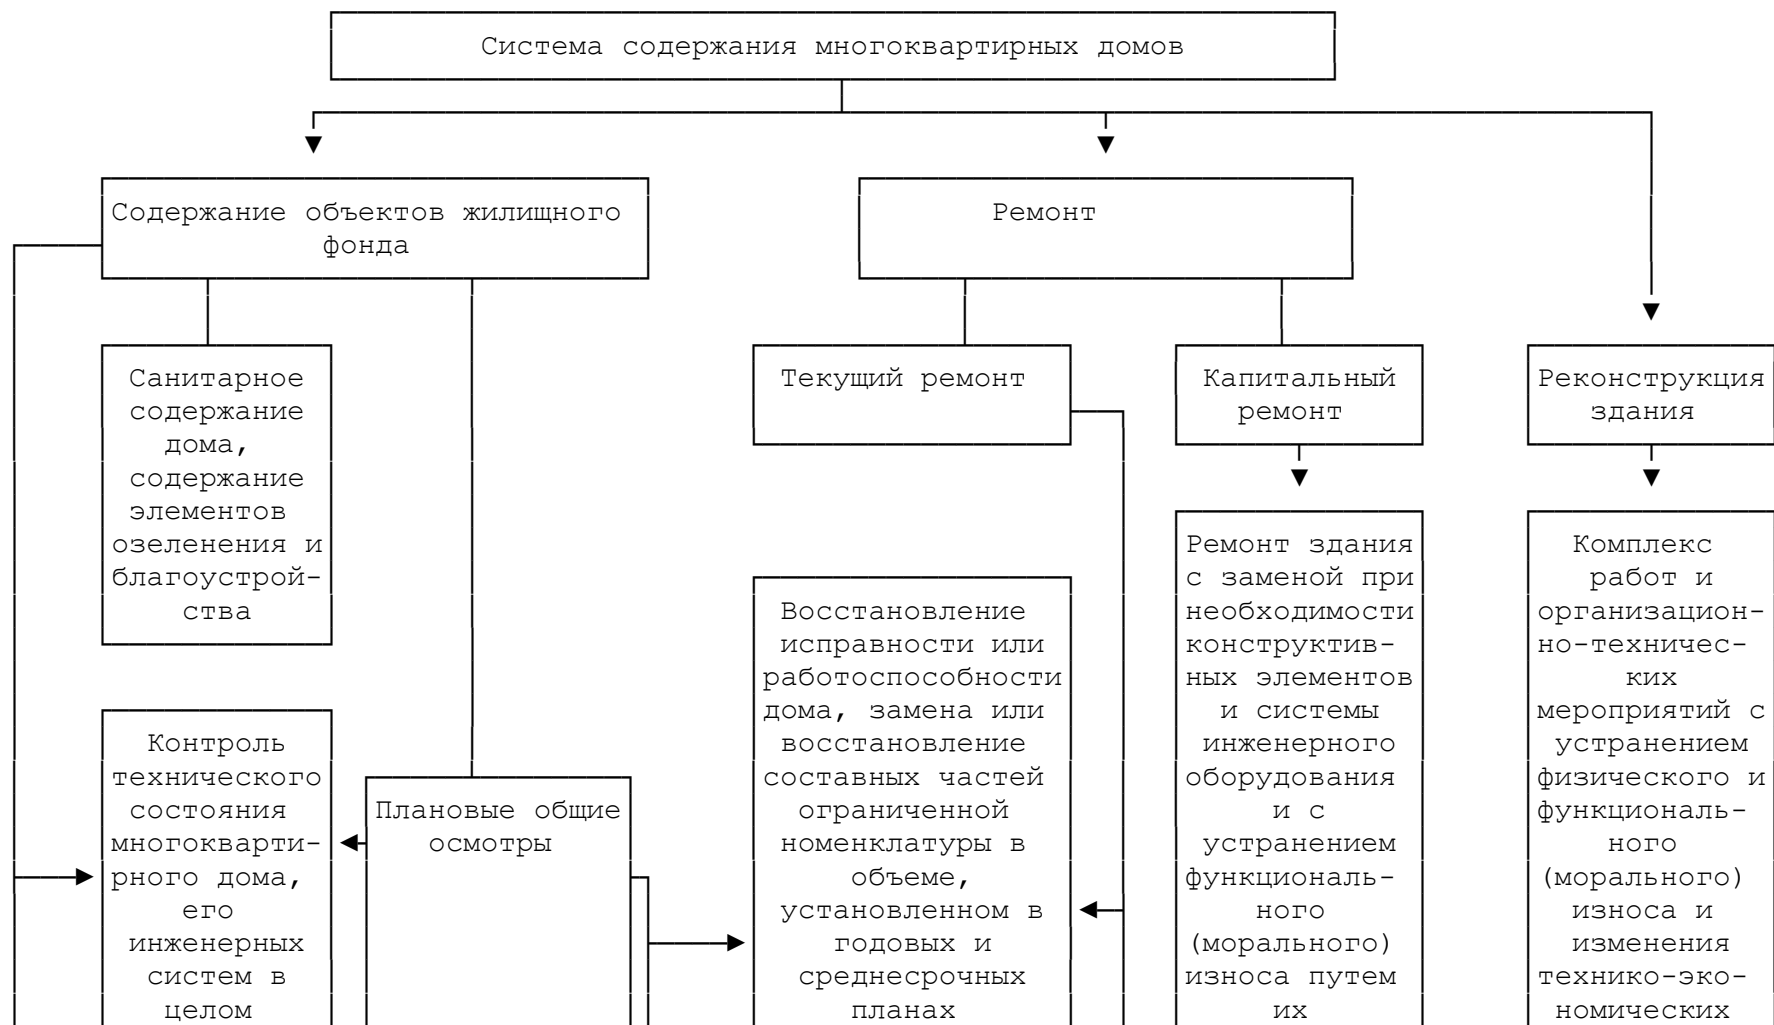 Система содержания многоквартирных домов
Содержание объектов жилищного
фонда
Ремонт
Санитарное
содержание
дома,
содержание
элементов
озеленения и
благоустрой-
ства
Текущий ремонт
Капитальный
ремонт
Реконструкция
здания
Контроль
технического
состояния
многокварти-
рного дома,
его
инженерных
систем в
целом
Плановые общие
осмотры
Восстановление
исправности или
работоспособности
дома, замена или
восстановление
составных частей
ограниченной
номенклатуры в
объеме,
установленном в
годовых и
среднесрочных
планах
Ремонт здания
с заменой при
необходимости
конструктив-
ных элементов
и системы
инженерного
оборудования
и с
устранением
функциональ-
ного
(морального)
износа путем
их
Комплекс
работ и
организацион-
но-техничес-
ких
мероприятий с
устранением
физического и
функциональ-
ного
(морального)
износа и
изменения
технико-эко-
номических